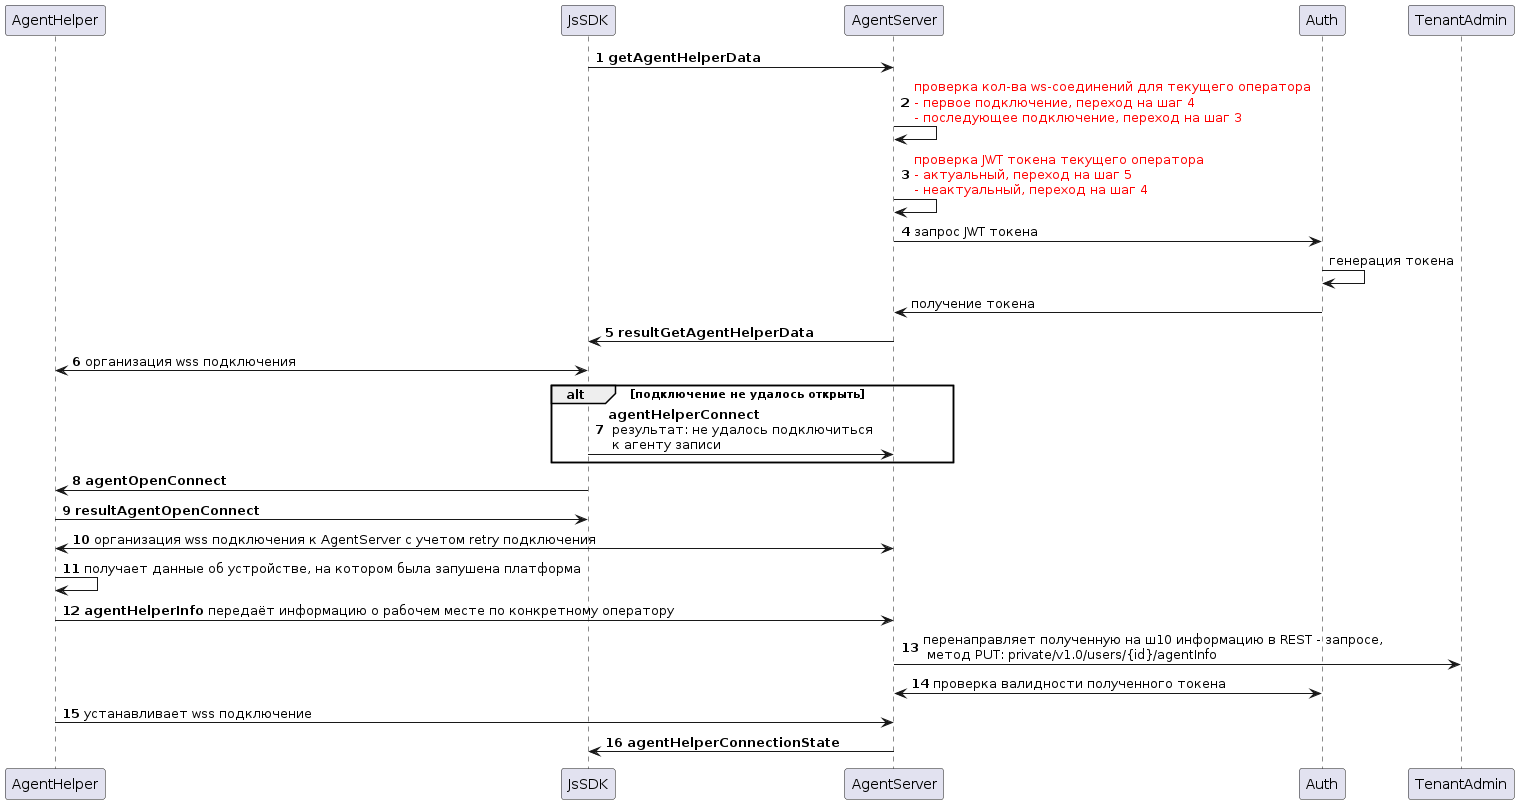 AgentHelper JsSDK AgentServer Auth TenantAdmin
1 getAgentHelperData
проверка кол-ва ws-соединений для текущего оператора
2 - первое подключение, переход на шаг 4
- последующее подключение, переход на шаг 3
проверка JWT токена текущего оператора
3 - актуальный, переход на шаг 5
- неактуальный, переход на шаг 4
4 запрос JWT токена
генерация токена
получение токена
5 resultGetAgentHelperData
6 организация wss подключения
alt [подключение не удалось открыть]
agentHelperConnect
7 результат: не удалось подключиться
к агенту записи
8 agentOpenConnect
9 resultAgentOpenConnect
10 организация wss подключения к AgentServer с учетом retry подключения
11 получает данные об устройстве, на котором была запушена платформа
12 agentHelperInfo передаёт информацию о рабочем месте по конкретному оператору
13 перенаправляет полученную на ш10 информацию в REST - запросе,
метод PUT: private/v1.0/users/{id}/agentInfo
14 проверка валидности полученного токена
15 устанавливает wss подключение
16 agentHelperConnectionState
AgentHelper JsSDK AgentServer Auth TenantAdmin